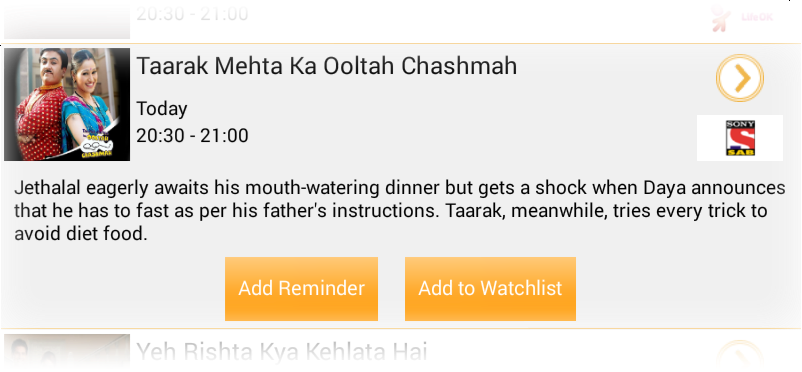 20:30 - 21:00
Life OK
Taarak Mehta Ka Ooltah Chashmah
Today
20:30 - 21:00
SONY
SAB
Jethalal eagerly awaits his mouth-watering dinner but gets a shock when Daya announces
that he has to fast as per his father's instructions. Taarak, meanwhile, tries every trick to
avoid diet food.
Add Reminder
Add to Watchlist
Yeh Rishta Kya Kehlata Hai